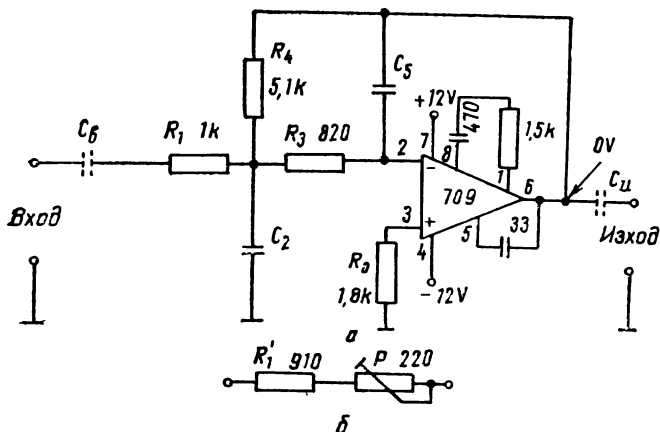 R4
5,1k
C5
Cв
R1 1k
R3 820
+12V
470
1,5k
0V
2
7
8
1
6
709
Cи
Вход
C2
3
4
5
33
Изход
Ra
1,8k
-12V
а
R1' 910
P 220
б